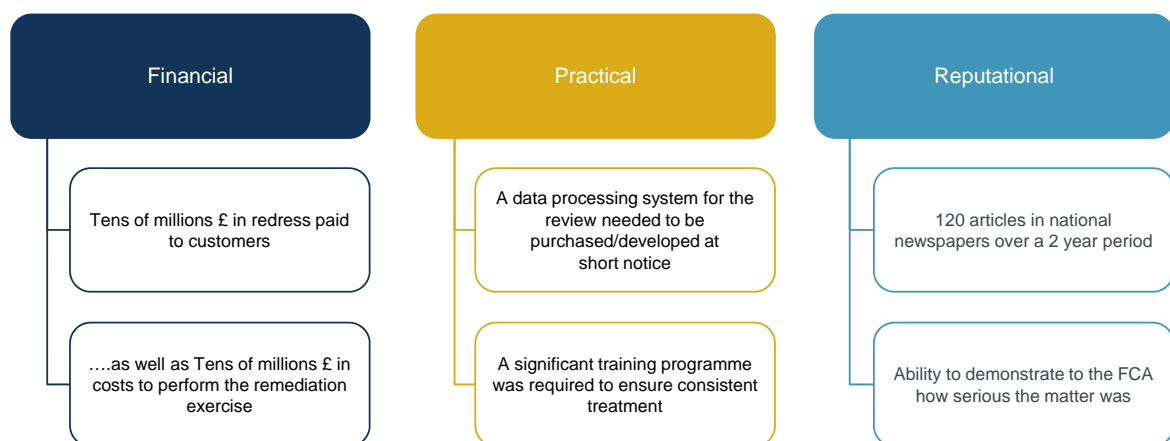 Financial
Tens of millions £ in redress paid
to customers
….as well as Tens of millions £ in
costs to perform the remediation
exercise
Practical
A data processing system for the
review needed to be
purchased/developed at
short notice
A significant training programme
was required to ensure consistent
treatment
Reputational
120 articles in national
newspapers over a 2 year period
Ability to demonstrate to the FCA
how serious the matter was